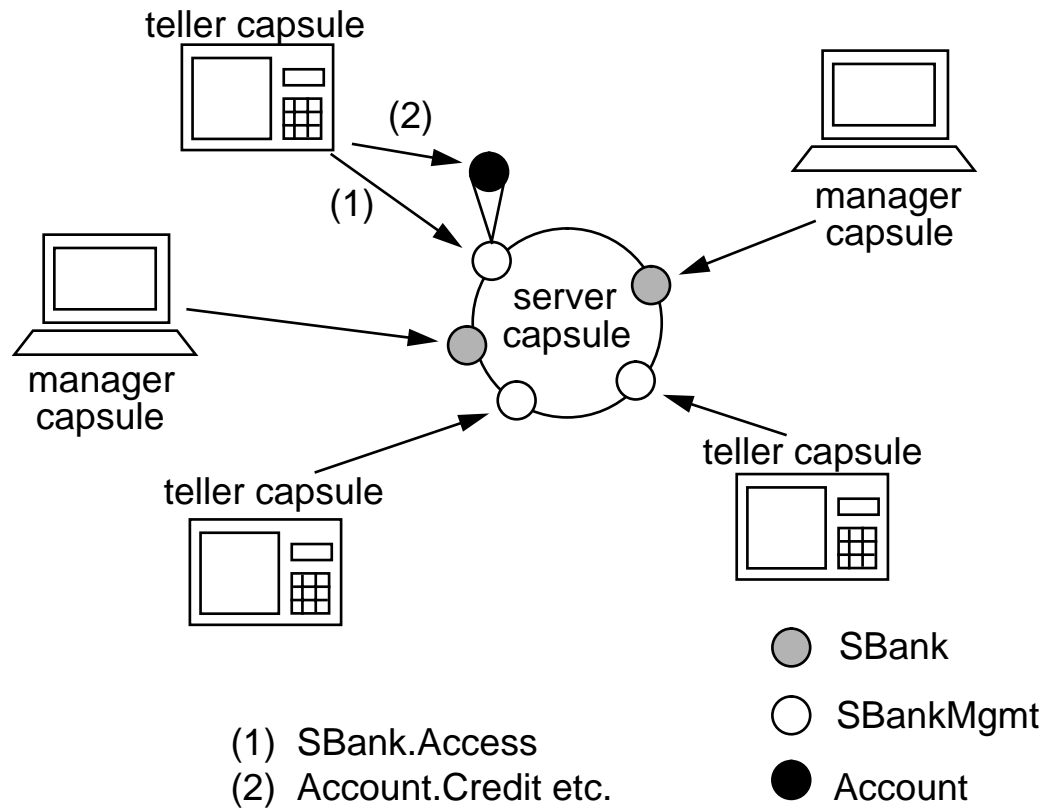 teller capsule
(2)
(1)
manager
capsule
server
capsule
manager
capsule
teller capsule
teller capsule
SBank
SBankMgmt
Account
(1) SBank.Access
(2) Account.Credit etc.